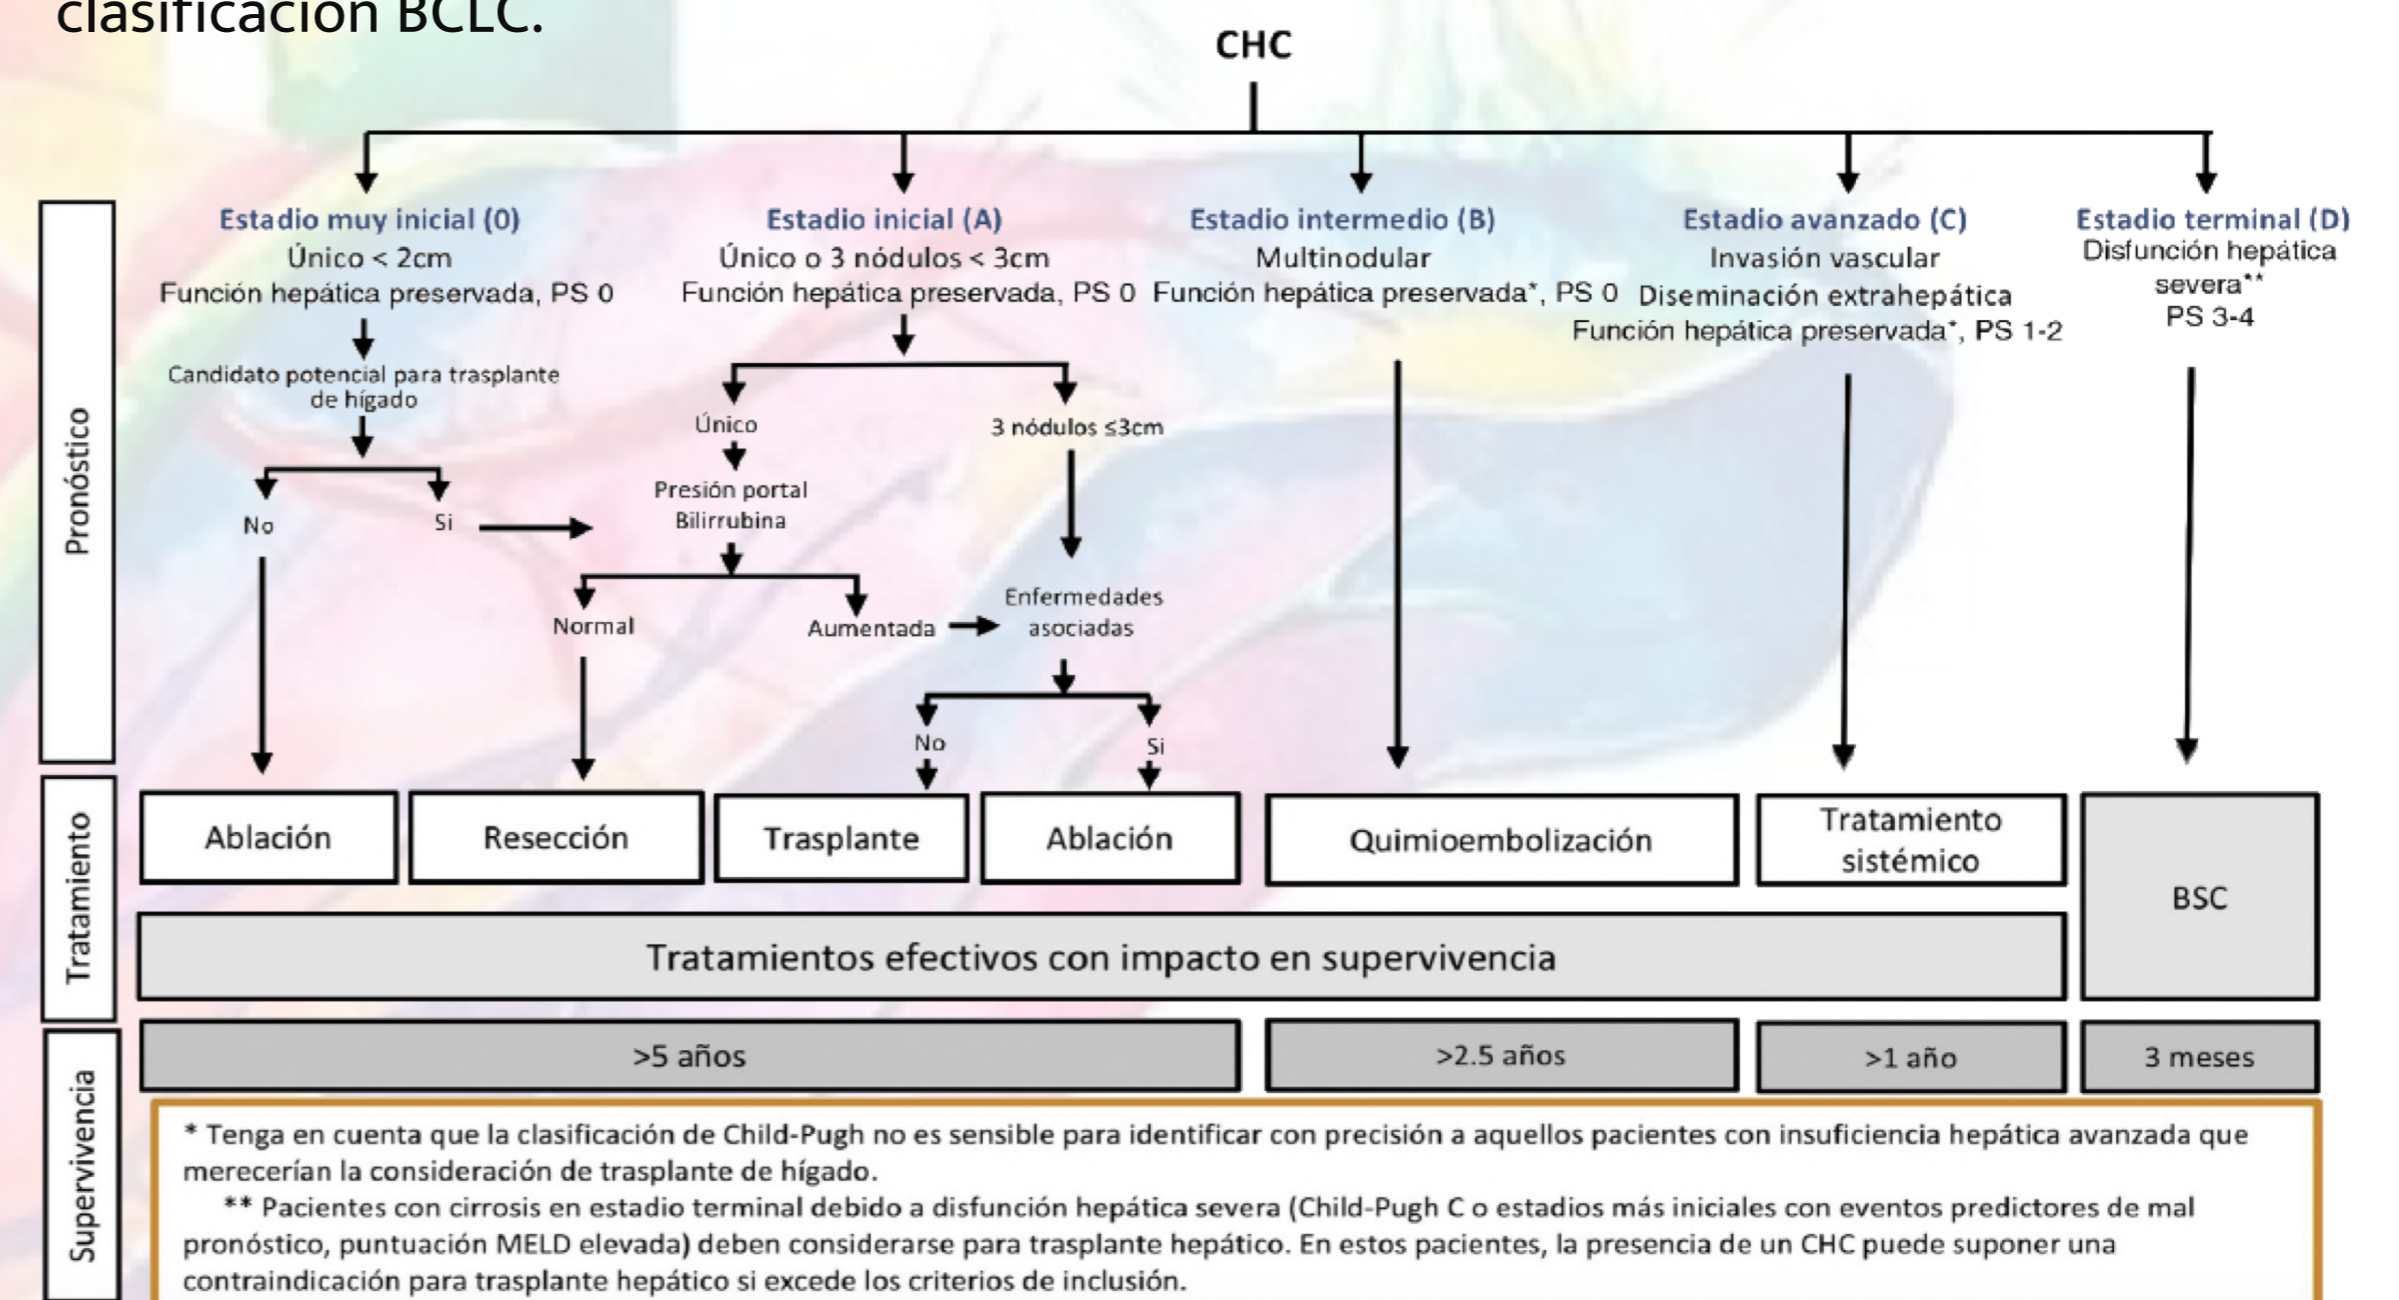 clasificación BCLC.
CHC
Pronóstico
Estadio muy inicial (0)
Único < 2cm
Función hepática preservada, PS 0
Candidato potencial para trasplante
de hígado
No
Si
Estadio inicial (A)
Único o 3 nódulos < 3cm
Función hepática preservada, PS 0
Único
Presión portal
Bilirrubina
Normal
Aumentada
3 nódulos ≤3cm
Enfermedades
asociadas
No
Si
Estadio intermedio (B)
Multinodular
Función hepática preservada*, PS 0
Estadio avanzado (C)
Invasión vascular
Diseminación extrahepática
Función hepática preservada*, PS 1-2
Estadio terminal (D)
Disfunción hepática
severa**
PS 3-4
Tratamiento
Ablación
Resección
Trasplante
Ablación
Quimioembolización
Tratamiento
sistémico
BSC
Tratamientos efectivos con impacto en supervivencia
Supervivencia
>5 años
>2.5 años
>1 año
3 meses
* Tenga en cuenta que la clasificación de Child-Pugh no es sensible para identificar con precisión a aquellos pacientes con insuficiencia hepática avanzada que
merecerían la consideración de trasplante de hígado.
** Pacientes con cirrosis en estadio terminal debido a disfunción hepática severa (Child-Pugh C o estadios más iniciales con eventos predictores de mal
pronóstico, puntuación MELD elevada) deben considerarse para trasplante hepático. En estos pacientes, la presencia de un CHC puede suponer una
contraindicación para trasplante hepático si excede los criterios de inclusión.